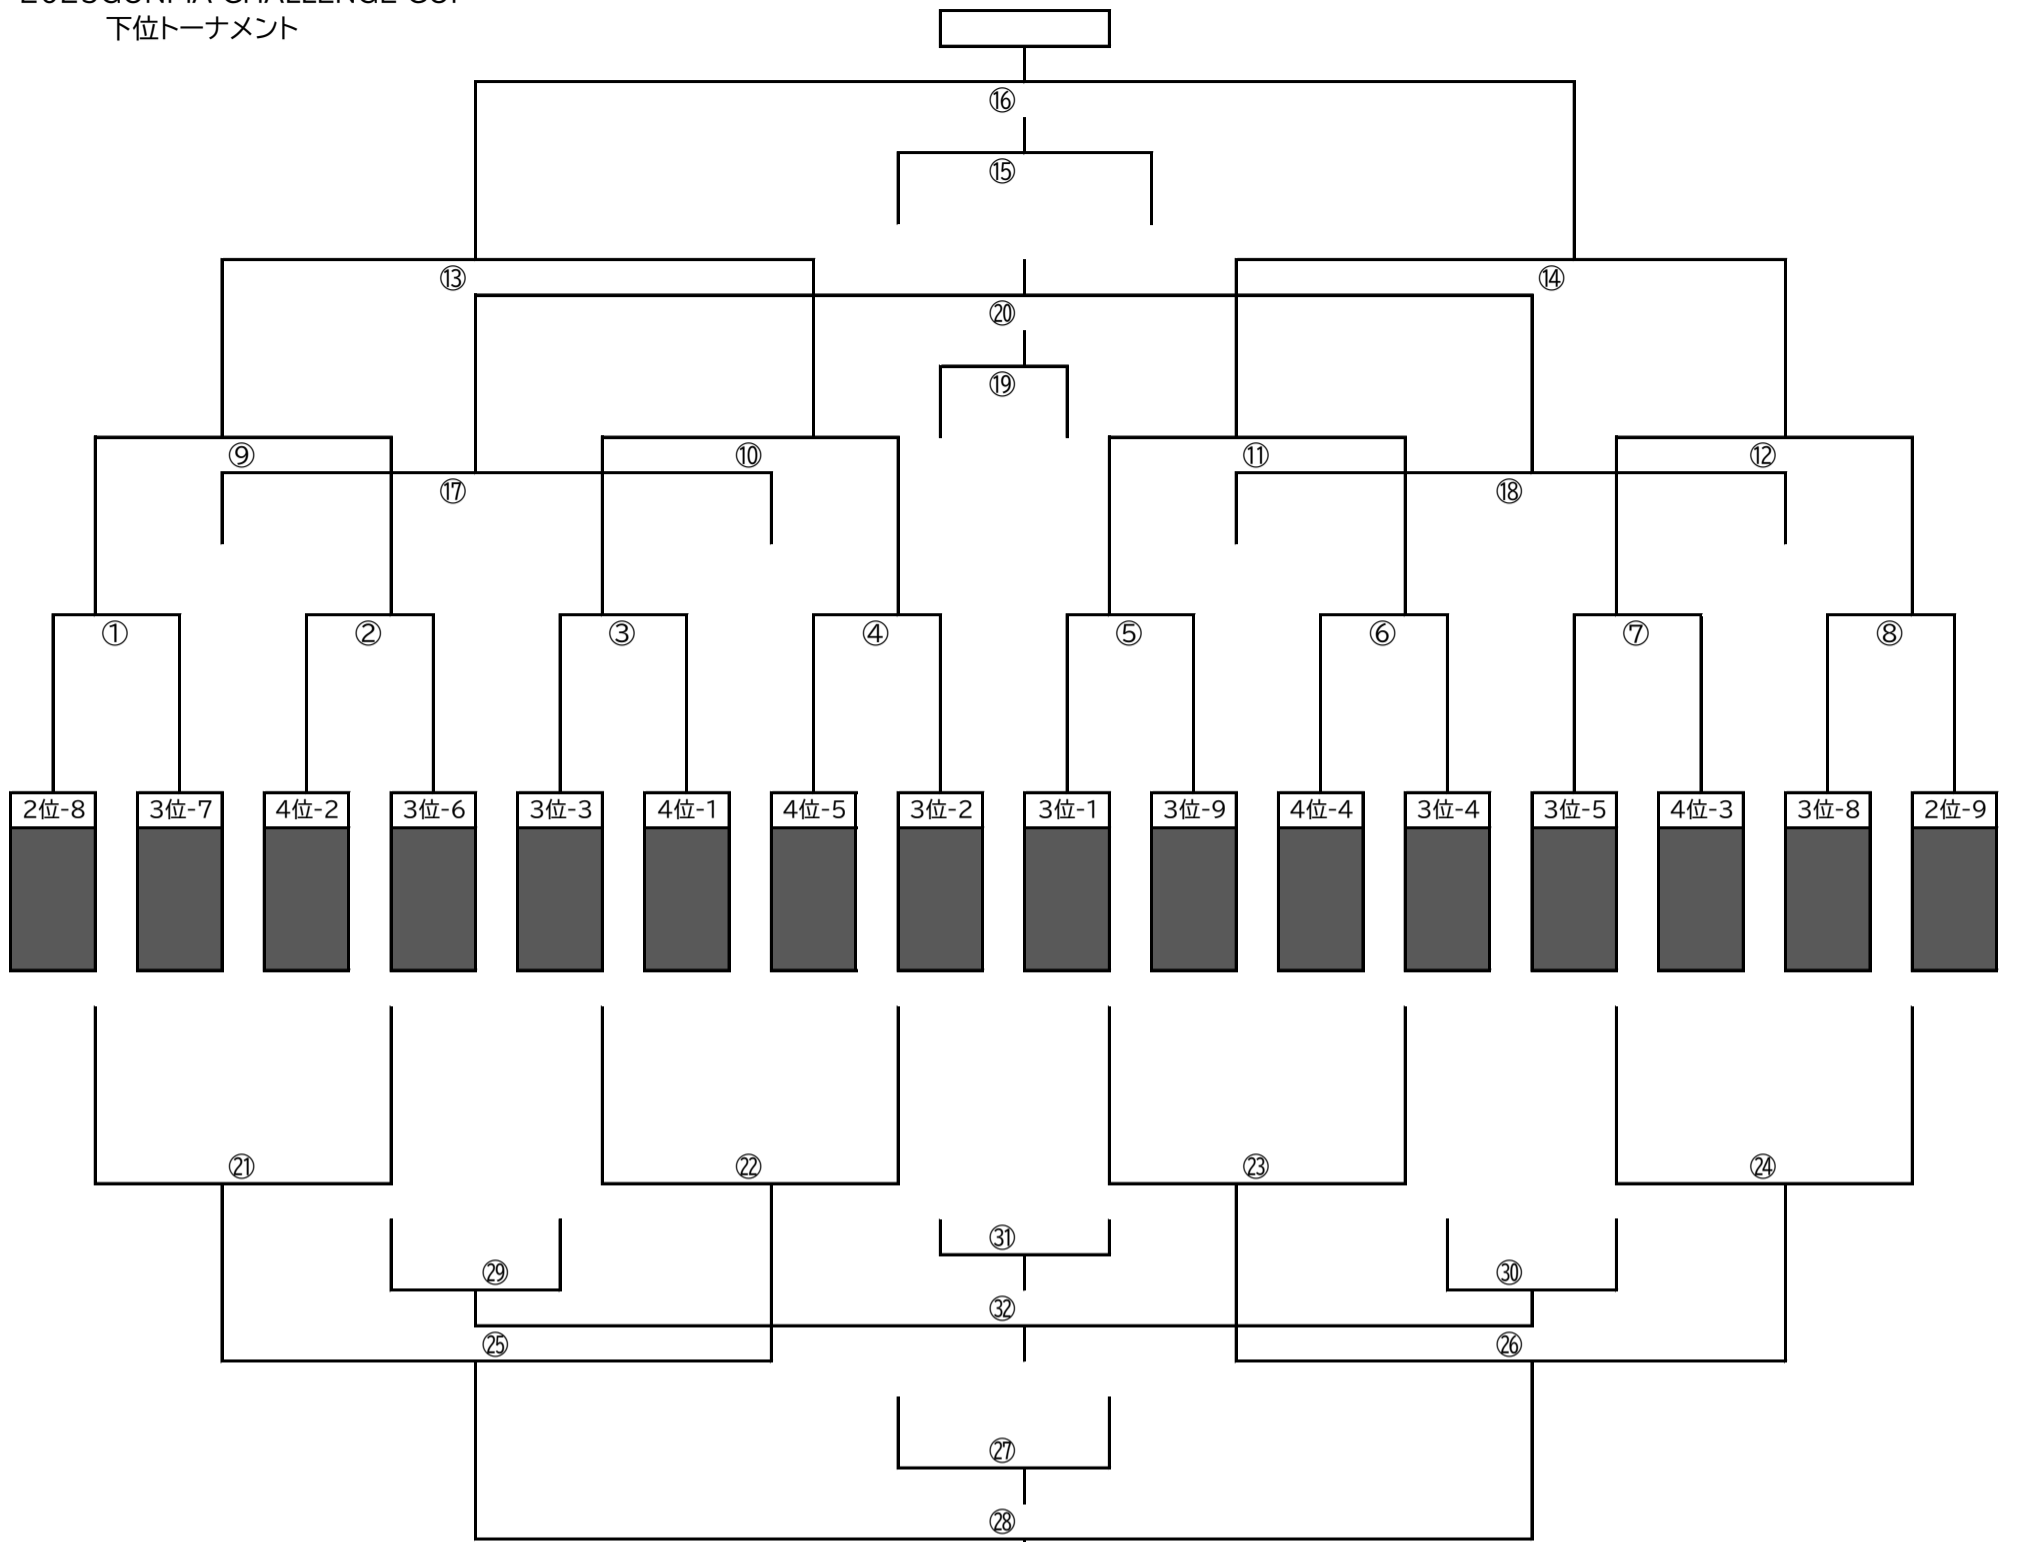 下位トーナメント
⑯
⑮
⑬ ⑭
⑳
⑲
⑨ ⑩ ⑪ ⑫
⑰ ⑱
① ② ③ ④ ⑤ ⑥ ⑦ ⑧
2位-8 3位-7 4位-2 3位-6 3位-3 4位-1 4位-5 3位-2 3位-1 3位-9 4位-4 3位-4 3位-5 4位-3 3位-8 2位-9
㉑ ㉒ ㉓ ㉔
㉛
㉙ ㉚
㉜
㉕ ㉖
㉗
㉘